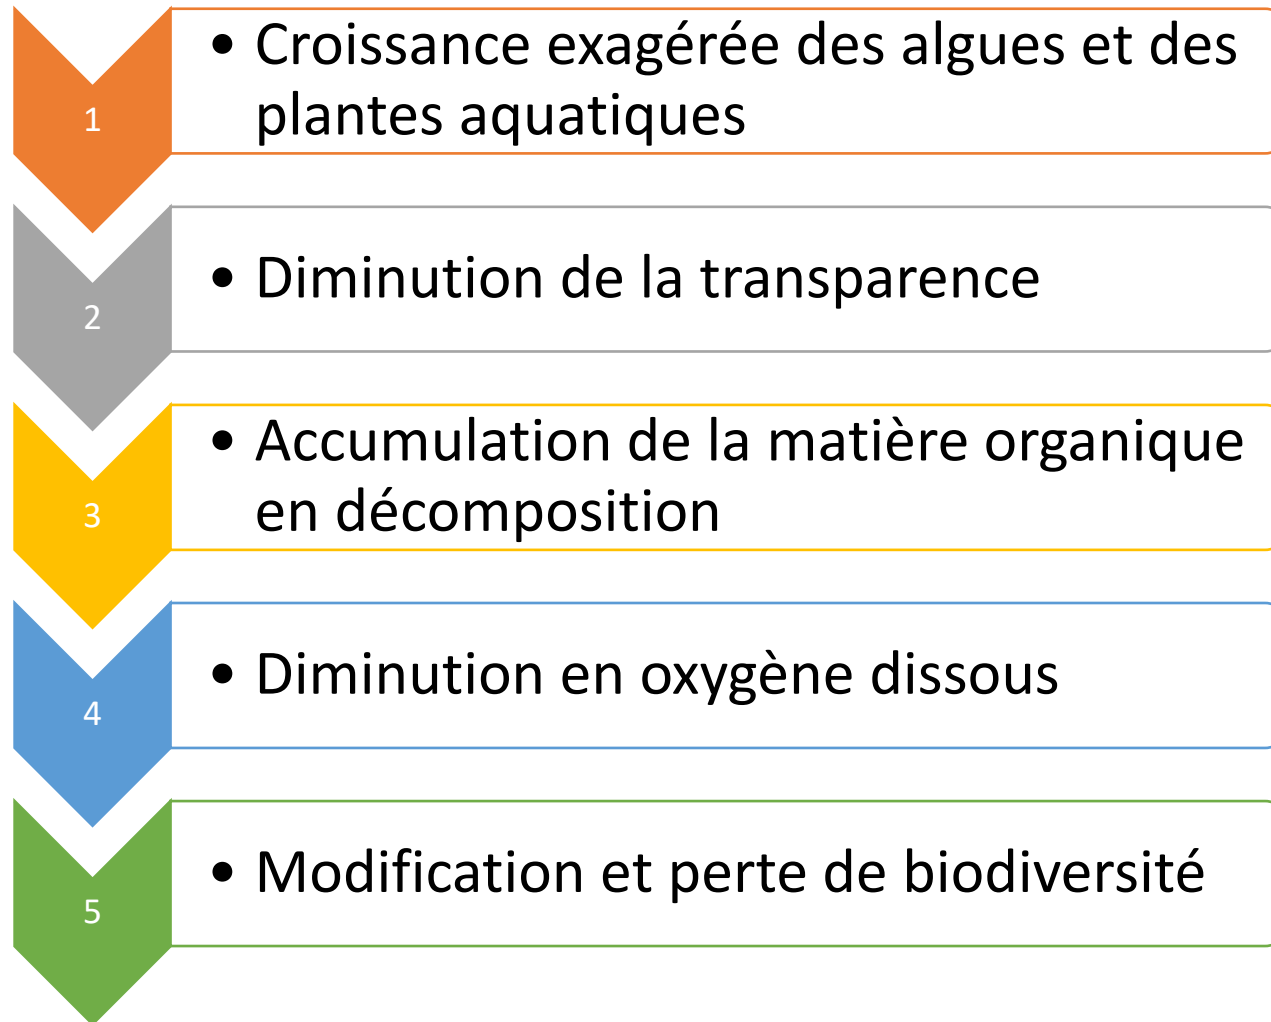 1
• Croissance exagérée des algues et des
plantes aquatiques
2
• Diminution de la transparence
3
• Accumulation de la matière organique
en décomposition
4
• Diminution en oxygène dissous
5
• Modification et perte de biodiversité